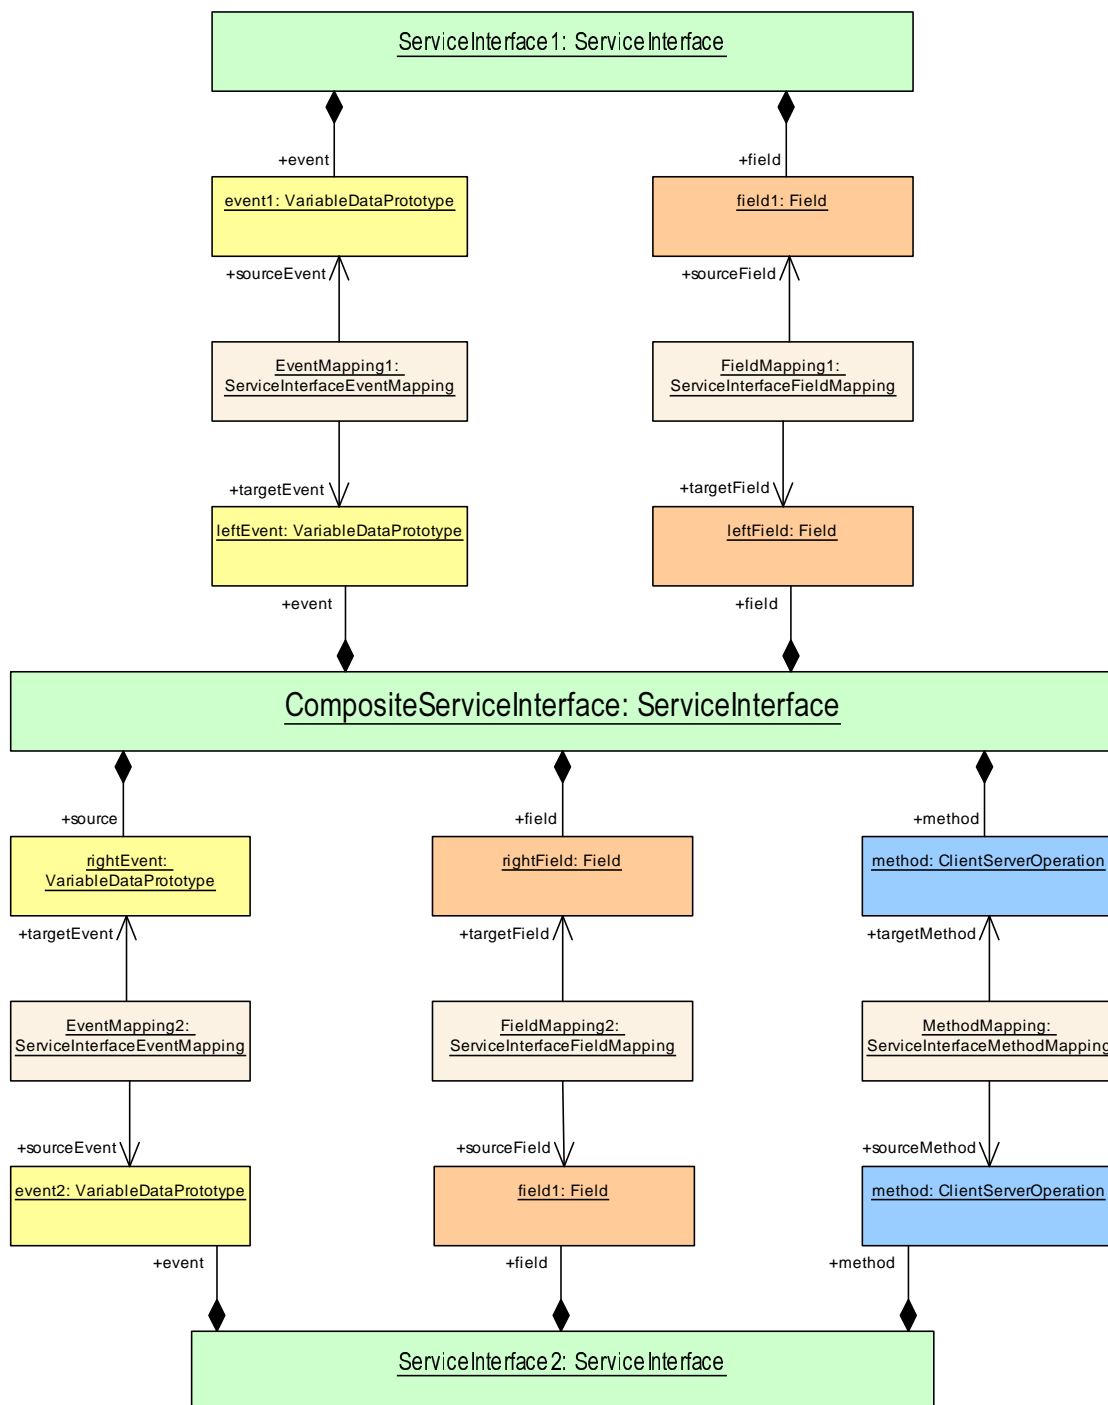 ServiceInterface1: ServiceInterface
+event
+field
event1: VariableDataPrototype
field1: Field
+sourceEvent
+sourceField
EventMapping1:
ServiceInterfaceEventMapping
FieldMapping1:
ServiceInterfaceFieldMapping
+targetEvent
+targetField
leftEvent: VariableDataPrototype
leftField: Field
+event
+field
CompositeServiceInterface: ServiceInterface
+source
+field
+method
rightEvent:
VariableDataPrototype
rightField: Field
method: ClientServerOperation
+targetEvent
+targetField
+targetMethod
EventMapping2:
ServiceInterfaceEventMapping
FieldMapping2:
ServiceInterfaceFieldMapping
MethodMapping:
ServiceInterfaceMethodMapping
+sourceEvent
+sourceField
+sourceMethod
event2: VariableDataPrototype
field1: Field
method: ClientServerOperation
+event
+field
+method
ServiceInterface2: ServiceInterface